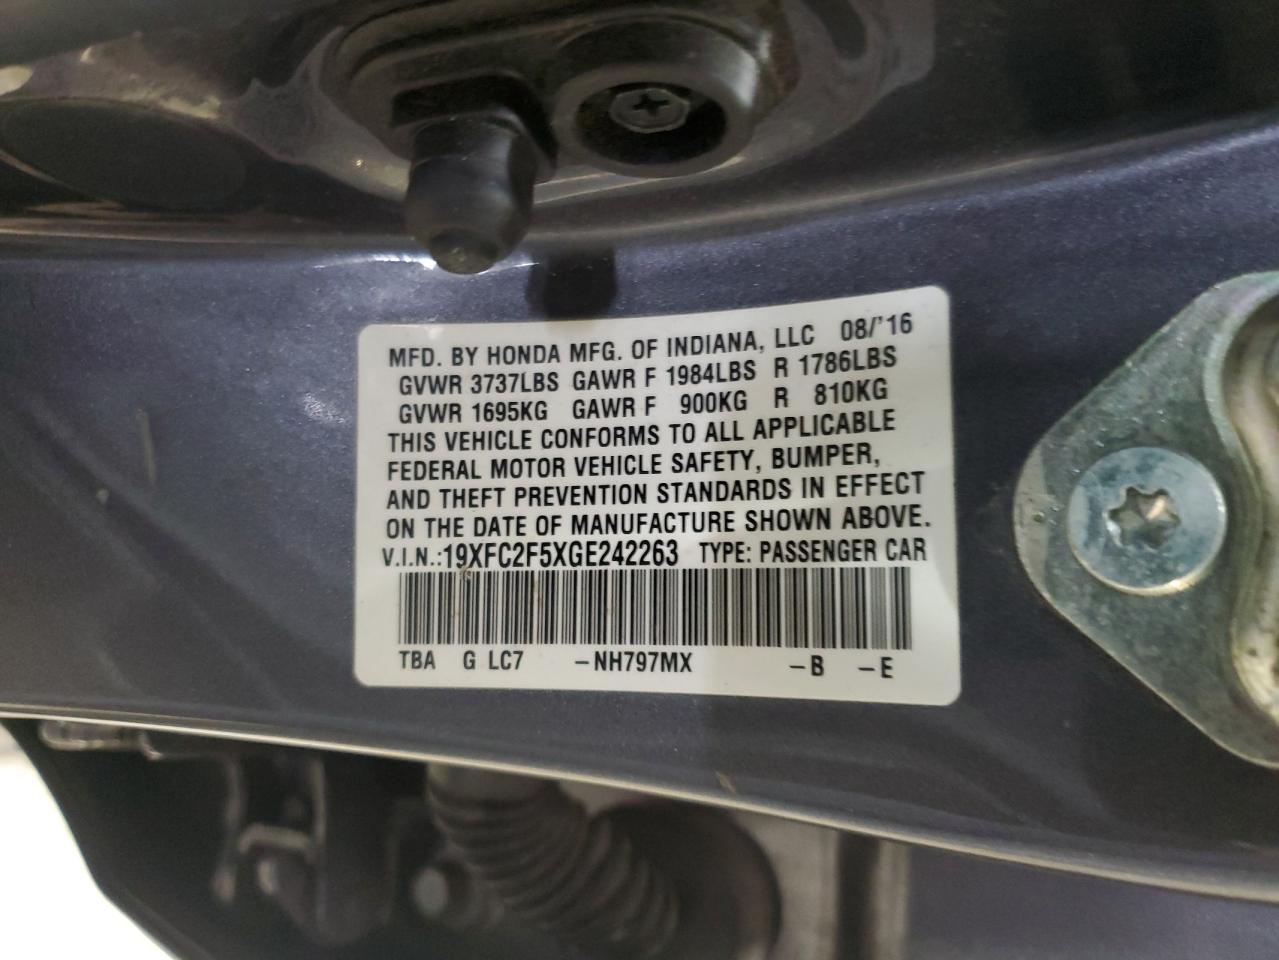 MFD. BY HONDA MFG. OF INDIANA, LLC 08/'16
GVWR 3737LBS GAWR F 1984LBS R 1786LBS
GVWR 1695KG GAWR F 900KG R 810KG
THIS VEHICLE CONFORMS TO ALL APPLICABLE
FEDERAL MOTOR VEHICLE SAFETY, BUMPER,
AND THEFT PREVENTION STANDARDS IN EFFECT
ON THE DATE OF MANUFACTURE SHOWN ABOVE.
V.I.N.:19XFC2F5XGE242263 TYPE: PASSENGER CAR
TBA G LC7 –NH797MX –B –E